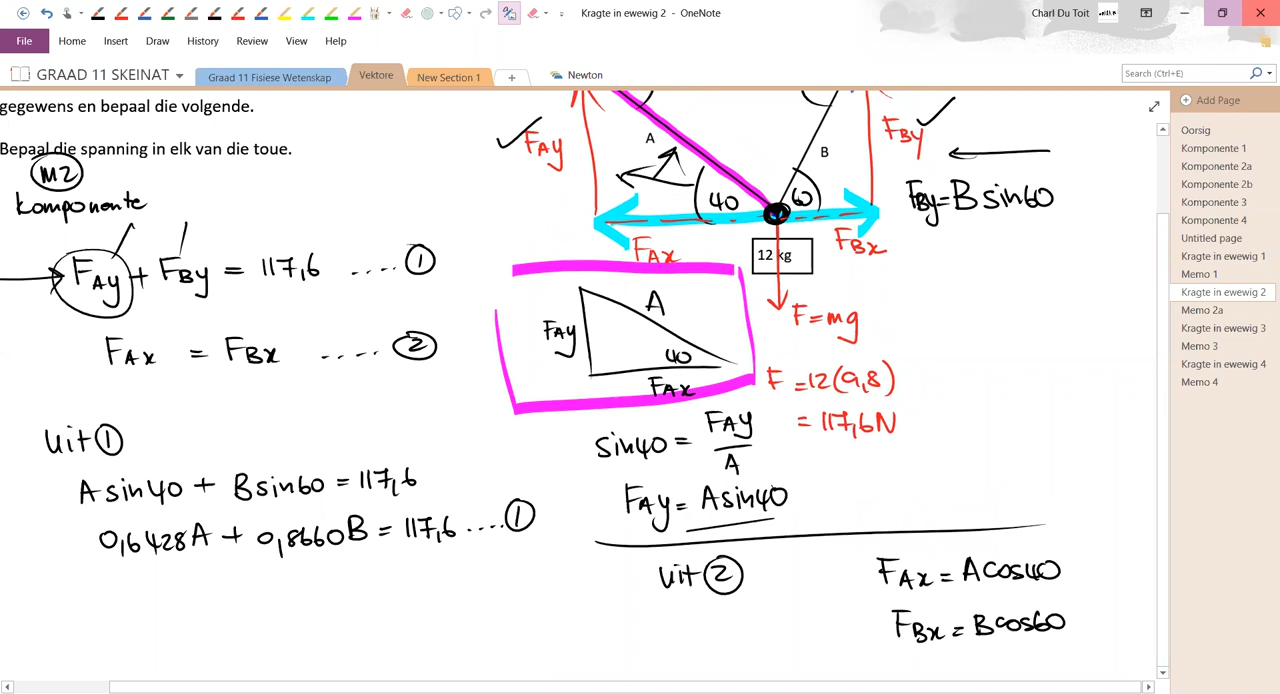 Kragte in ewewig 2 - OneNote
Charl Du Toit
File Home Insert Draw History Review View Help
GRAAD 11 SKEINAT
Graad 11 Fisiese Wetenskap
Vektore
New Section 1
+
Newton
Search (Ctrl+E)
Add Page
Oorsig
Komponente 1
Komponente 2a
Komponente 2b
Komponente 3
Komponente 4
Untitled page
Kragte in ewewig 1
Memo 1
Kragte in ewewig 2
Memo 2a
Kragte in ewewig 3
Memo 3
Kragte in ewewig 4
Memo 4
gegewens en bepaal die volgende.
Bepaal die spanning in elk van die toue.
M2
komponente
FAy + FBy = 117,6 .... ①
FAx = FBx .... ②
uit ①
A sin40 + B sin60 = 117,6
0,6428A + 0,8660B = 117,6 .... ①
FAy
A
B
FBy
40
60
FAx
FBx
12 kg
FBy = B sin60
F = mg
F = 12(9,8)
= 117,6N
A
FAy
40
FAx
sin40 = FAy
A
FAy = A sin40
uit ②
FAx = A cos40
FBx = B cos60